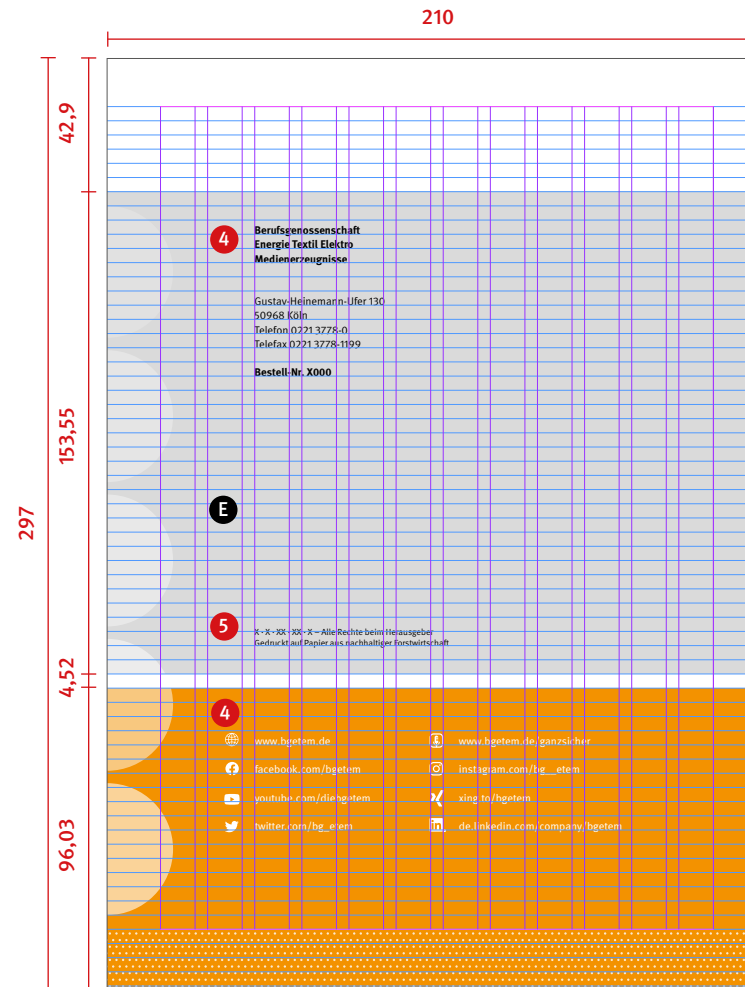 210
42,9
4
Berufsgenossenschaft
Energie Textil Elektro
Medienerzeugnisse
Gustav-Heinemann-Ufer 130
50968 Köln
Telefon 0221 3778-0
Telefax 0221 3778-1199
Bestell-Nr. X000
153,55
297
E
5
X · X · XX · XX · X – Alle Rechte beim Herausgeber
Gedruckt auf Papier aus nachhaltiger Forstwirtschaft
4,52
4
www.bgetem.de
www.bgetem.de/ganzsicher
facebook.com/bgetem
instagram.com/bg__etem
youtube.com/diebgetem
xing.to/bgetem
twitter.com/bg_etem
de.linkedin.com/company/bgetem
96,03